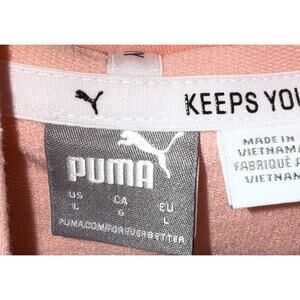 KEEPS YOU
PUMA
US CA EU
L G L
PUMA.COM/FOREVERBETTER
MADE IN
VIETNAM
FABRIQUÉ A
VIETNAM